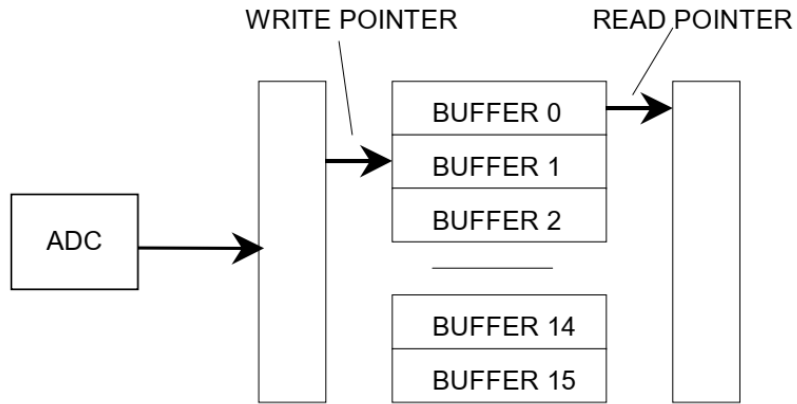 WRITE POINTER
READ POINTER
BUFFER 0
BUFFER 1
BUFFER 2
ADC
BUFFER 14
BUFFER 15